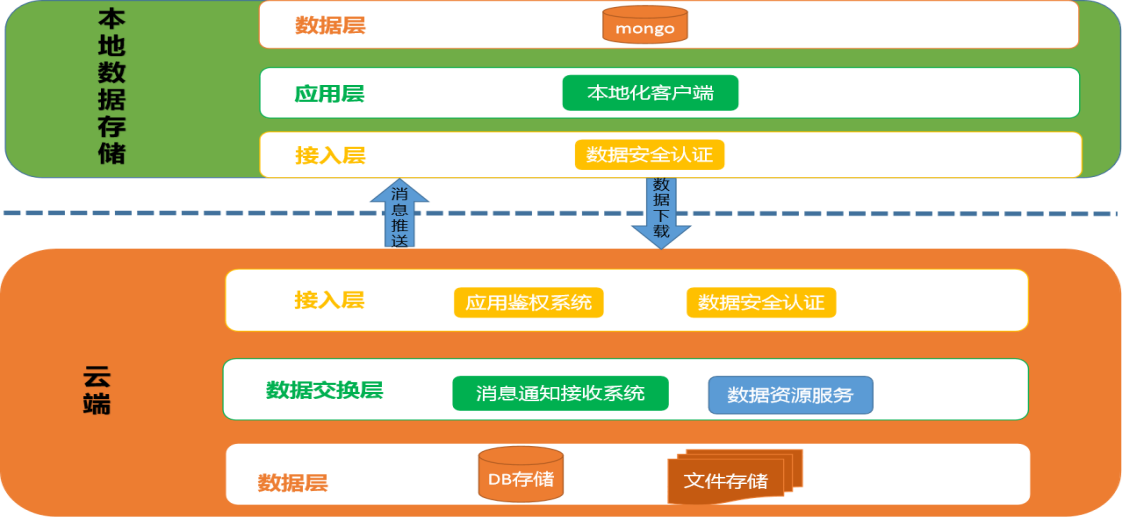 本地数据存储
数据层
mongo
应用层
本地化客户端
接入层
数据安全认证
消息推送
数据下载
云端
接入层
应用鉴权系统
数据安全认证
数据交换层
消息通知接收系统
数据资源服务
数据层
DB存储
文件存储